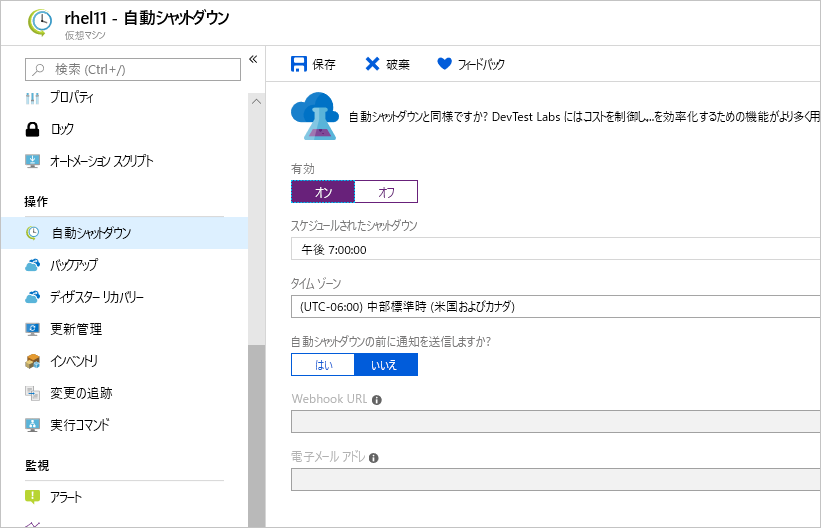 rhel11 - 自動シャットダウン
仮想マシン
検索 (Ctrl+/)
«
プロパティ
ロック
オートメーション スクリプト
操作
自動シャットダウン
バックアップ
ディザスター リカバリー
更新管理
インベントリ
変更の追跡
実行コマンド
監視
アラート
保存
破棄
フィードバック
自動シャットダウンと同様ですか? DevTest Labs にはコストを制御し、...を効率化するための機能がより多く用
有効
オン
オフ
スケジュールされたシャットダウン
午後 7:00:00
タイム ゾーン
(UTC-06:00) 中部標準時 (米国およびカナダ)
自動シャットダウンの前に通知を送信しますか?
はい
いいえ
Webhook URL
電子メール アドレ